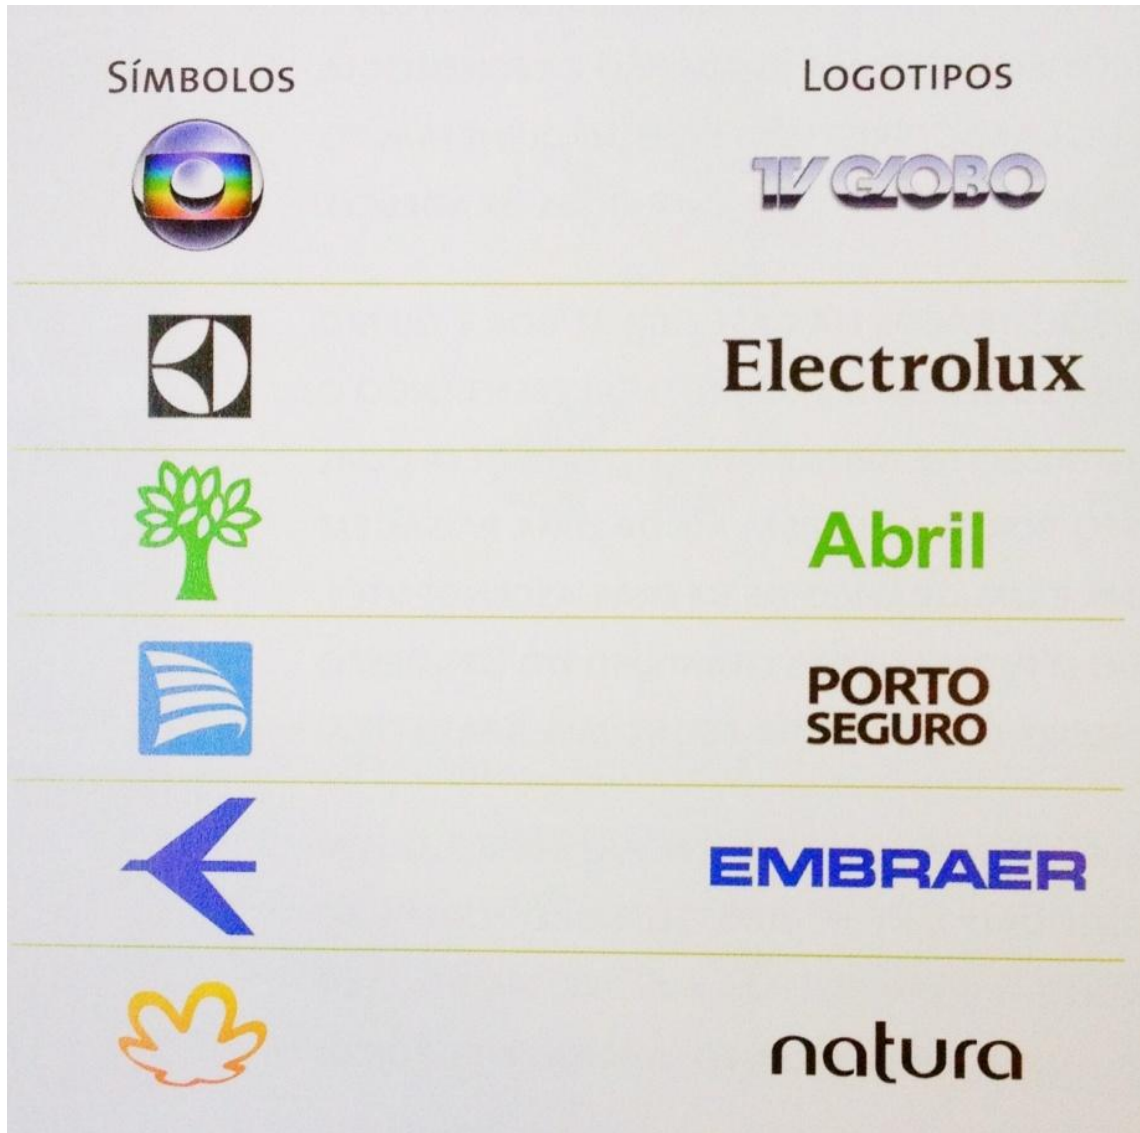 SÍMBOLOS
LOGOTIPOS
TV GLOBO
Electrolux
Abril
PORTO
SEGURO
EMBRAER
natura